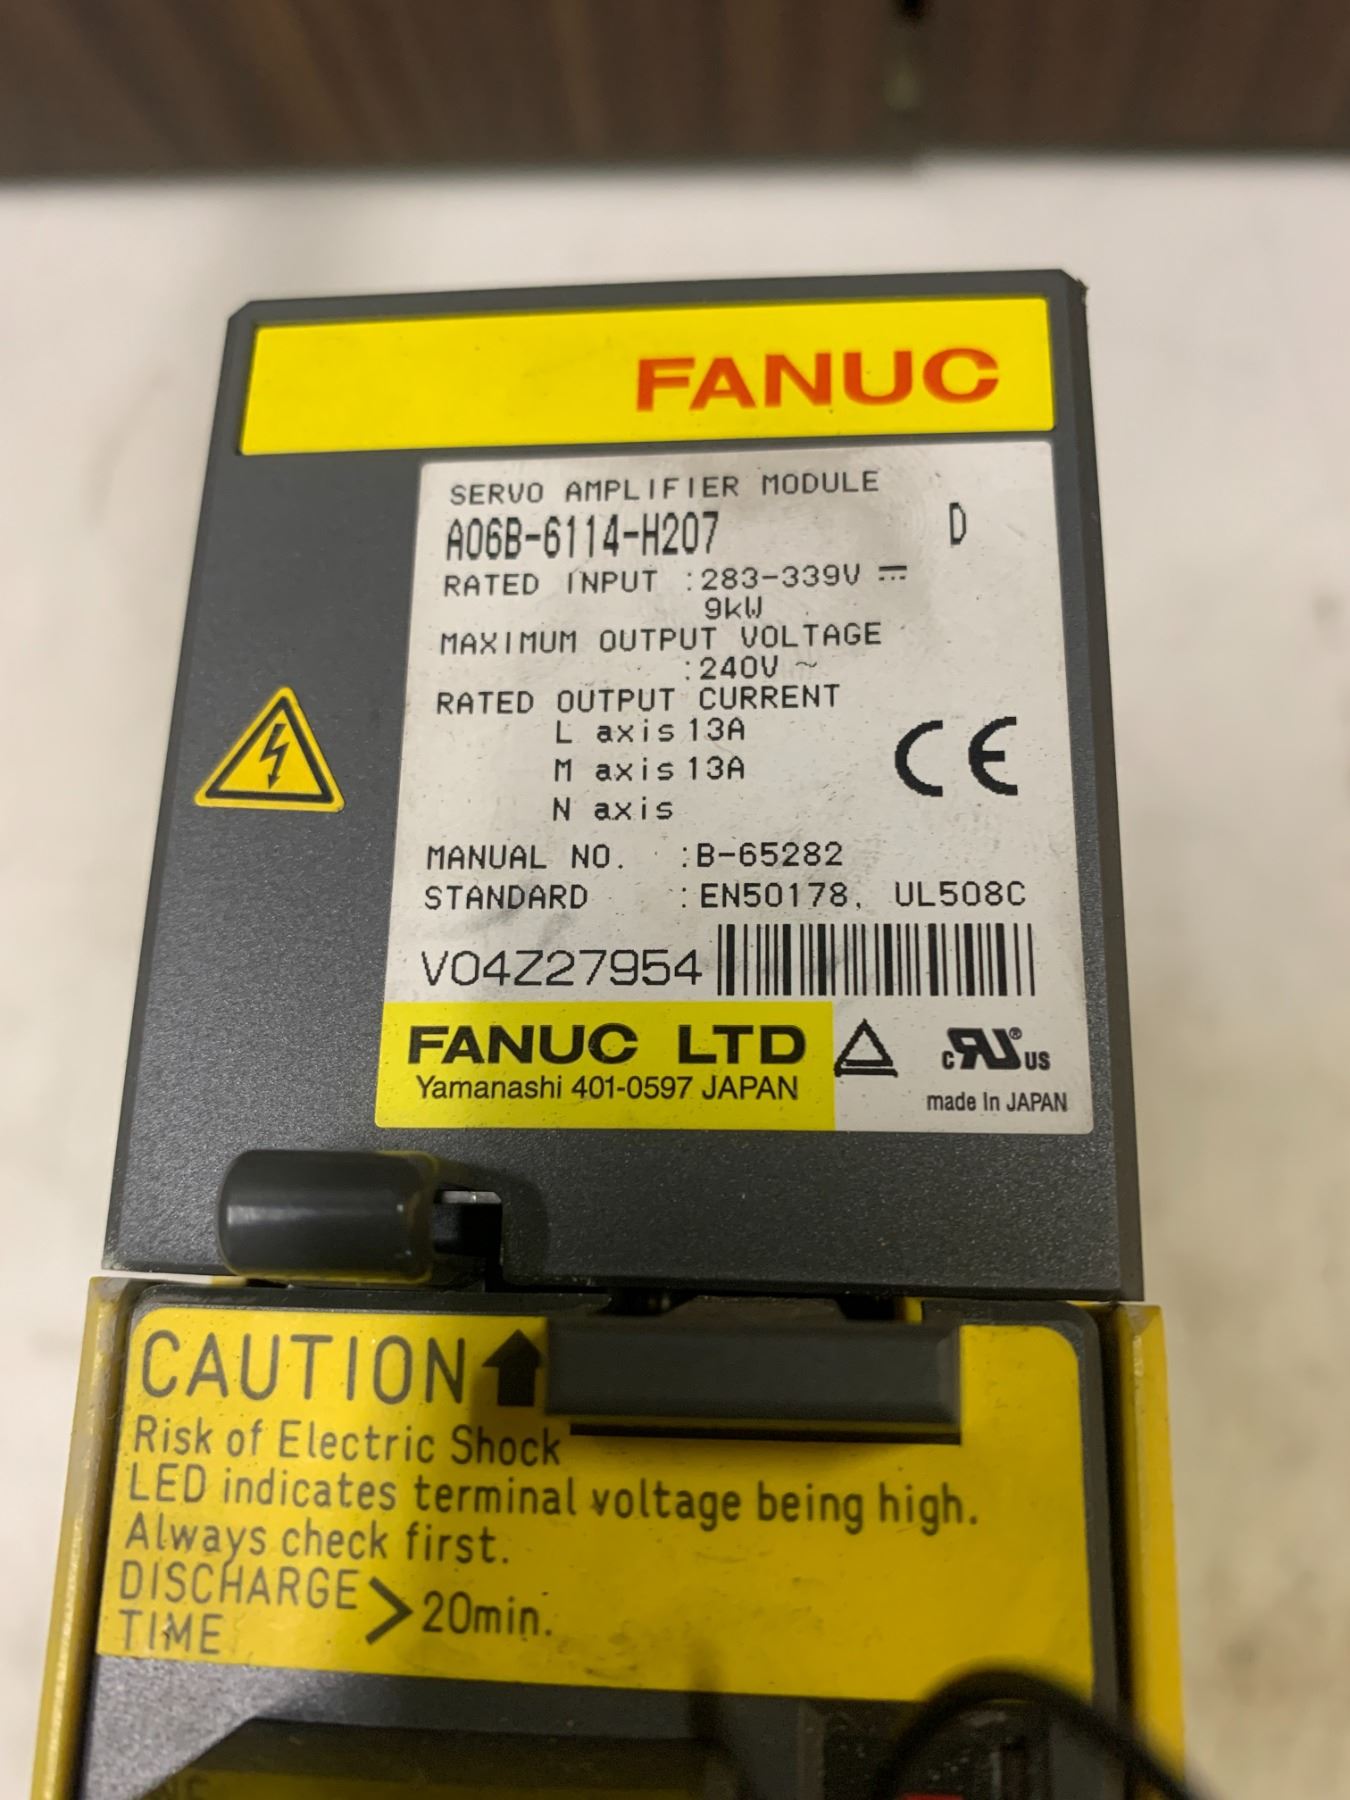 FANUC
SERVO AMPLIFIER MODULE
A06B-6114-H207 D
RATED INPUT :283-339V ⎓
9kW
MAXIMUM OUTPUT VOLTAGE
:240V ~
RATED OUTPUT CURRENT
L axis 13A
M axis 13A
N axis
CE
MANUAL NO. :B-65282
STANDARD :EN50178, UL508C
V04Z27954
FANUC LTD
Yamanashi 401-0597 JAPAN
c RU ® US
made In JAPAN
CAUTION
Risk of Electric Shock
LED indicates terminal voltage being high.
Always check first.
DISCHARGE
TIME > 20min.